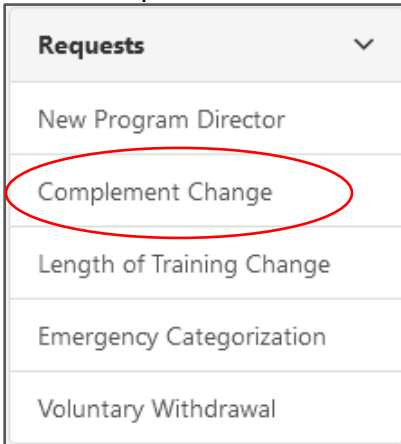 Requests
New Program Director
Complement Change
Length of Training Change
Emergency Categorization
Voluntary Withdrawal